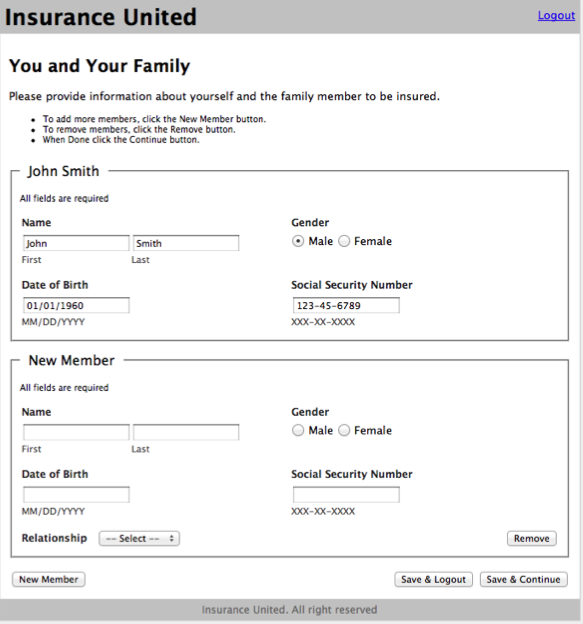 Insurance United
Logout
You and Your Family
Please provide information about yourself and the family member to be insured.
• To add more members, click the New Member button.
• To remove members, click the Remove button.
• When Done click the Continue button.
John Smith
All fields are required
Name Gender
John Smith Male Female
First Last
Date of Birth Social Security Number
01/01/1960 123-45-6789
MM/DD/YYYY XXX-XX-XXXX
New Member
All fields are required
Name Gender
Male Female
First Last
Date of Birth Social Security Number
MM/DD/YYYY XXX-XX-XXXX
Relationship -- Select -- Remove
New Member Save & Logout Save & Continue
Insurance United. All right reserved